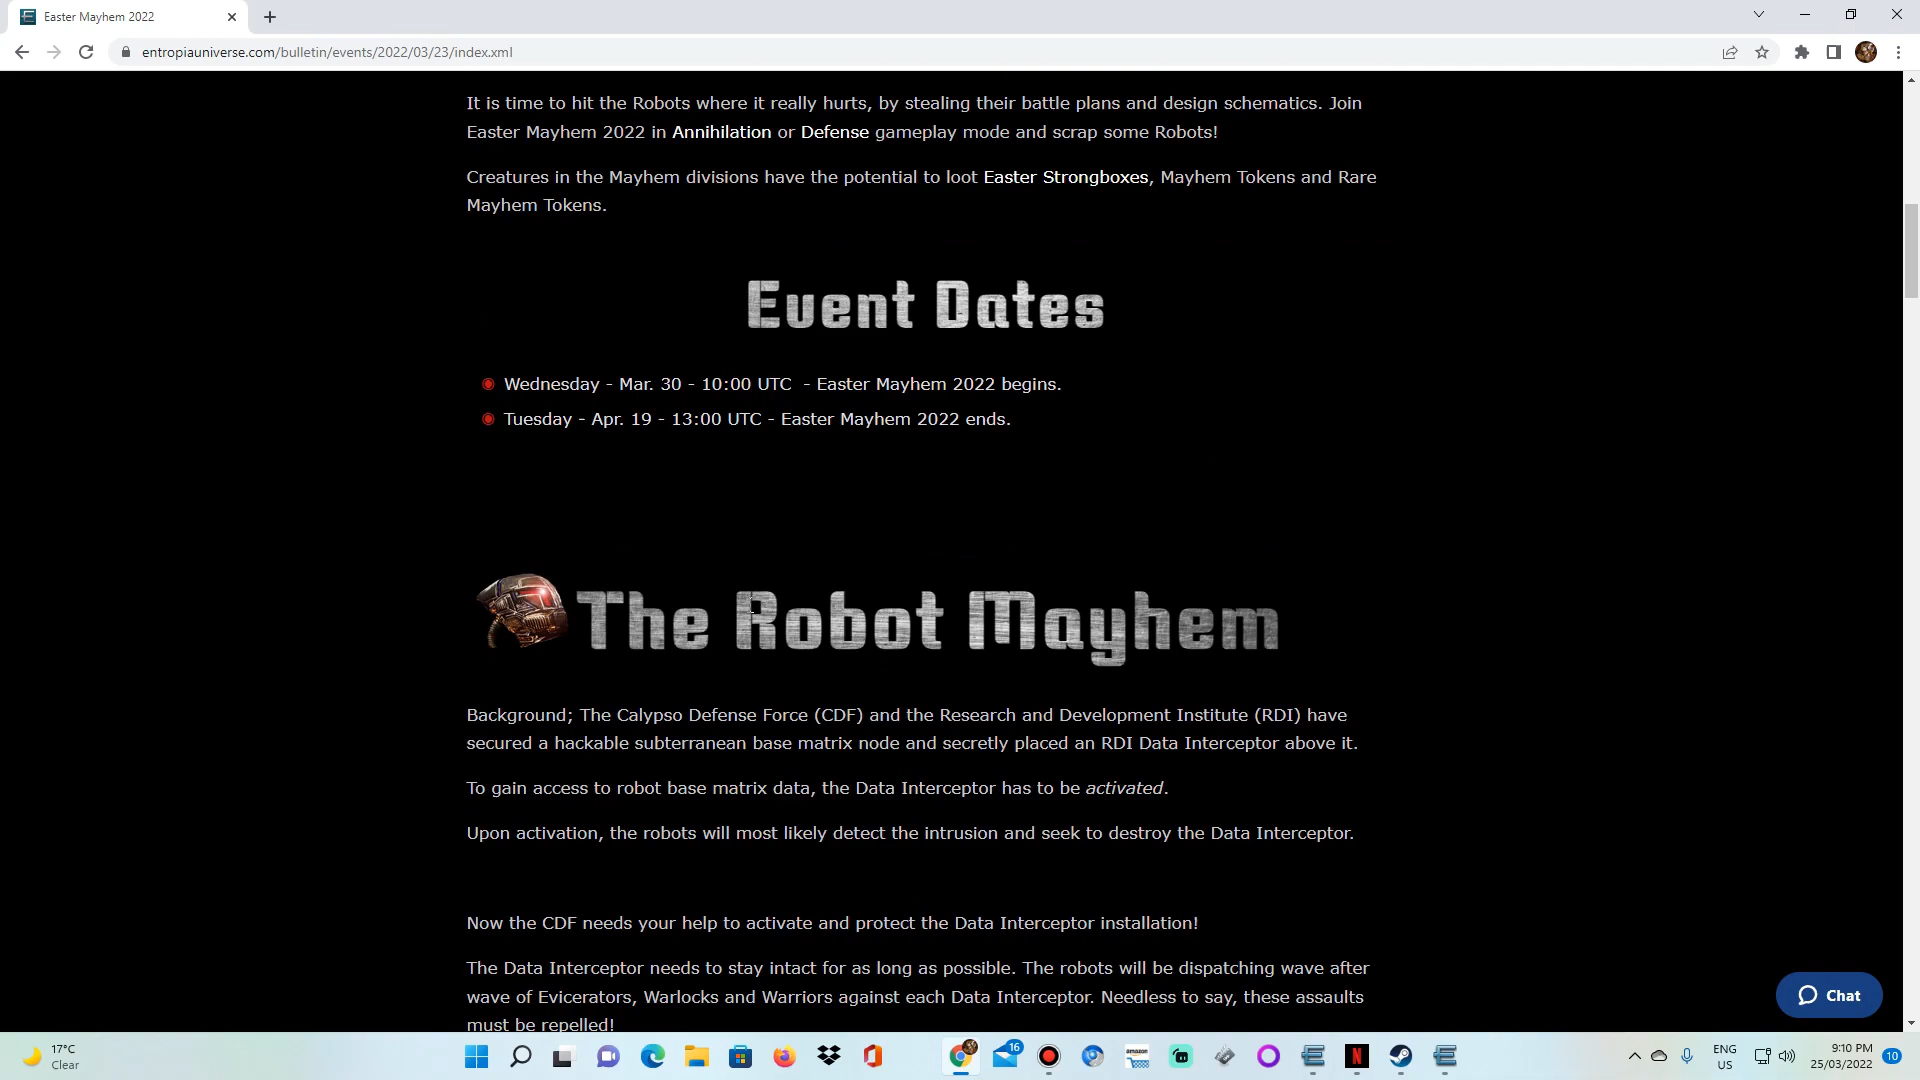 Easter Mayhem 2022
entropiauniverse.com/bulletin/events/2022/03/23/index.xml
It is time to hit the Robots where it really hurts, by stealing their battle plans and design schematics. Join
Easter Mayhem 2022 in Annihilation or Defense gameplay mode and scrap some Robots!
Creatures in the Mayhem divisions have the potential to loot Easter Strongboxes, Mayhem Tokens and Rare
Mayhem Tokens.
Event Dates
Wednesday - Mar. 30 - 10:00 UTC - Easter Mayhem 2022 begins.
Tuesday - Apr. 19 - 13:00 UTC - Easter Mayhem 2022 ends.
The Robot Mayhem
Background; The Calypso Defense Force (CDF) and the Research and Development Institute (RDI) have
secured a hackable subterranean base matrix node and secretly placed an RDI Data Interceptor above it.
To gain access to robot base matrix data, the Data Interceptor has to be activated.
Upon activation, the robots will most likely detect the intrusion and seek to destroy the Data Interceptor.
Now the CDF needs your help to activate and protect the Data Interceptor installation!
The Data Interceptor needs to stay intact for as long as possible. The robots will be dispatching wave after
wave of Evicerators, Warlocks and Warriors against each Data Interceptor. Needless to say, these assaults
must be repelled!
Chat
17°C
Clear
16
amazon
N
ENG
US
9:10 PM
25/03/2022
10